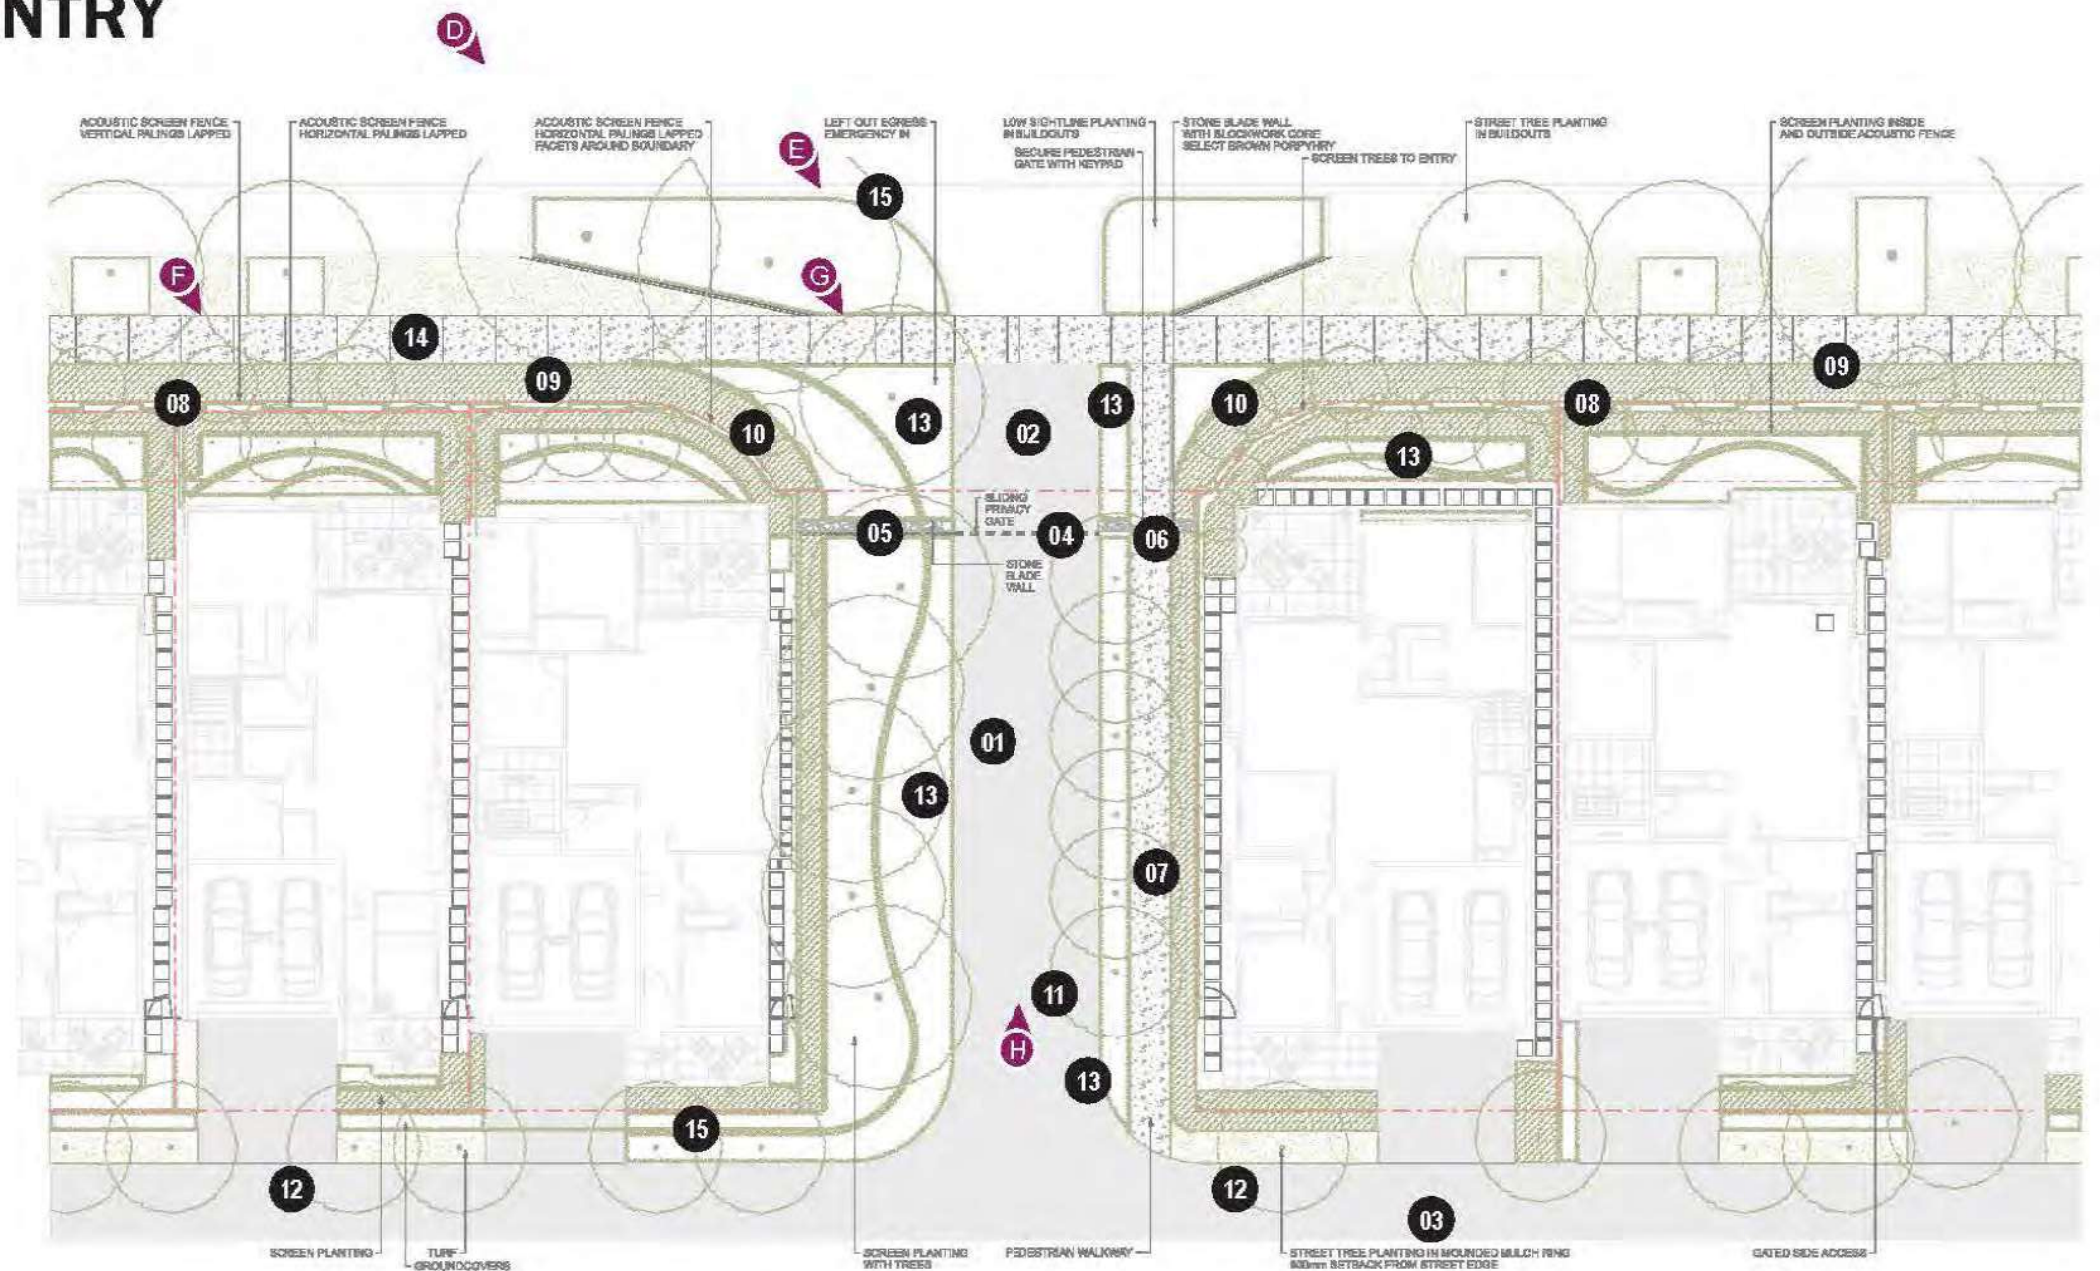 NTRY
D
ACOUSTIC SCREEN FENCE
VERTICAL PALINGS LAPPED
ACOUSTIC SCREEN FENCE
HORIZONTAL PALINGS LAPPED
ACOUSTIC SCREEN FENCE
HORIZONTAL PALINGS LAPPED
FACETS AROUND BOUNDARY
LEFT OUT EGRESS
EMERGENCY IN
LOW SIGHTLINE PLANTING
IN BUILDOUTS
SECURE PEDESTRIAN
GATE WITH KEYPAD
STONE BLADE WALL
WITH BLOCKWORK CORE
SELECT BROWN PORPHYRY
SCREEN TREES TO ENTRY
STREET TREE PLANTING
IN BUILDOUTS
SCREEN PLANTING INSIDE
AND OUTSIDE ACOUSTIC FENCE
E
15
F
G
14
09
09
08
10
13
02
13
10
08
13
SLIDING
PRIVACY
GATE
05
04
06
STONE
BLADE
WALL
01
13
07
11
H
13
15
12
12
03
SCREEN PLANTING
TURF
GROUNDCOVERS
SCREEN PLANTING
WITH TREES
PEDESTRIAN WALKWAY
STREET TREE PLANTING IN MOUNDED MULCH RING
600mm SETBACK FROM STREET EDGE
GATED SIDE ACCESS